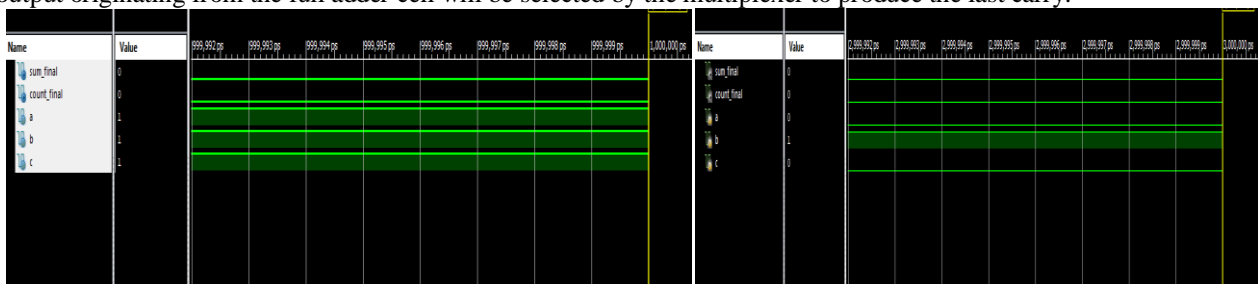 output originating from the full adder cell will be selected by the multiplexer to produce the last carry.
Name Value 999,992 ps 999,993 ps 999,994 ps 999,995 ps 999,996 ps 999,997 ps 999,998 ps 999,999 ps 1,000,000 ps
sum_final 0
count_final 0
a 1
b 1
c 1
Name Value 2,999,992 ps 2,999,993 ps 2,999,994 ps 2,999,995 ps 2,999,996 ps 2,999,997 ps 2,999,998 ps 2,999,999 ps 3,000,000 ps
sum_final 0
count_final 0
a 0
b 1
c 0